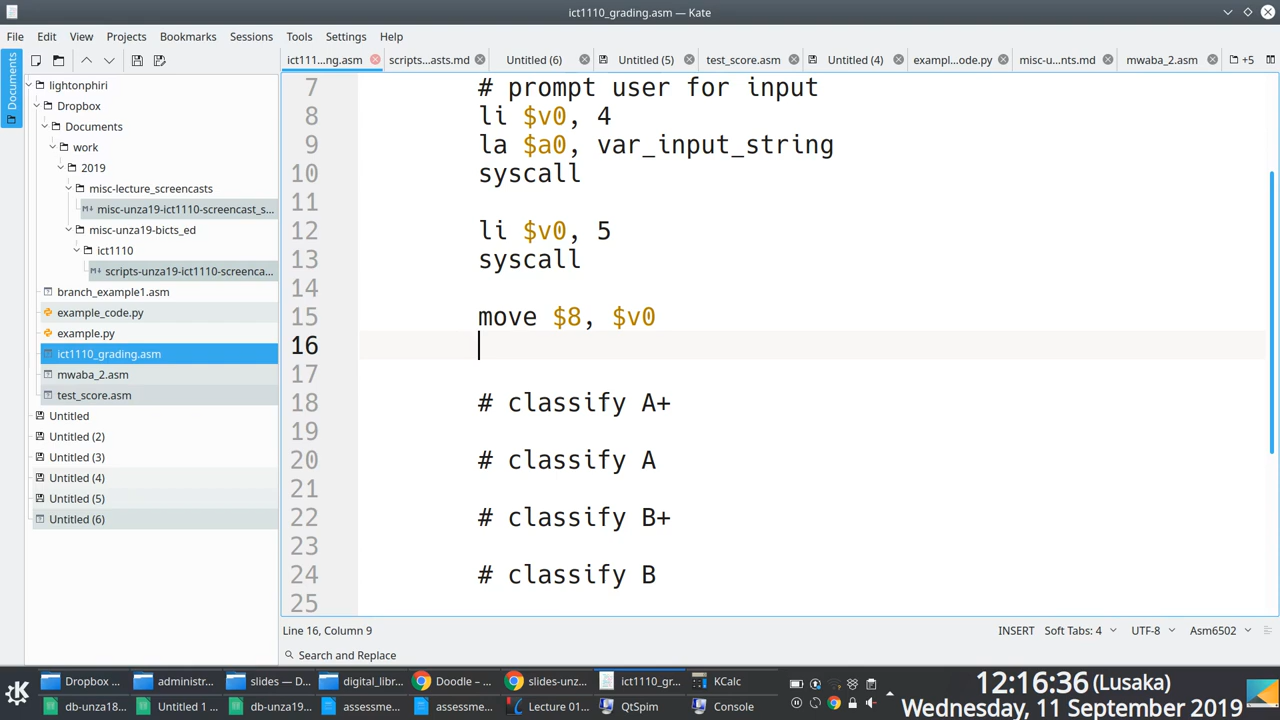 ict1110_grading.asm — Kate
File Edit View Projects Bookmarks Sessions Tools Settings Help
ict111...ng.asm scripts...asts.md Untitled (6) Untitled (5) test_score.asm Untitled (4) exampl...ode.py misc-u...nts.md mwaba_2.asm +5
Documents
lightonphiri
Dropbox
Documents
work
2019
misc-lecture_screencasts
misc-unza19-ict1110-screencast_s...
misc-unza19-bicts_ed
ict1110
scripts-unza19-ict1110-screenca...
branch_example1.asm
example_code.py
example.py
ict1110_grading.asm
mwaba_2.asm
test_score.asm
Untitled
Untitled (2)
Untitled (3)
Untitled (4)
Untitled (5)
Untitled (6)
7 # prompt user for input
8 li $v0, 4
9 la $a0, var_input_string
10 syscall
11
12 li $v0, 5
13 syscall
14
15 move $8, $v0
16
17
18 # classify A+
19
20 # classify A
21
22 # classify B+
23
24 # classify B
25
Line 16, Column 9 INSERT Soft Tabs: 4 UTF-8 Asm6502
Search and Replace
Dropbox ... administr... slides — D... digital_libr... Doodle – ... slides-unz... ict1110_gr... KCalc
db-unza18... Untitled 1 ... db-unza19... assessme... assessme... Lecture 01... QtSpim Console
12:16:36 (Lusaka)
Wednesday, 11 September 2019